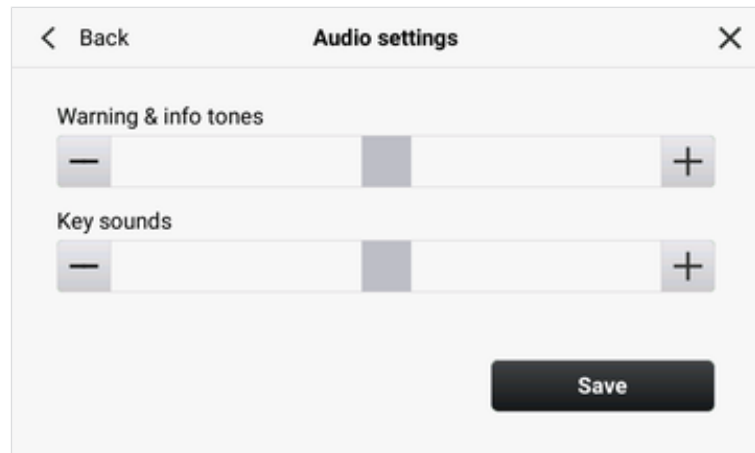 Back
Audio settings
Warning & info tones
Key sounds
Save